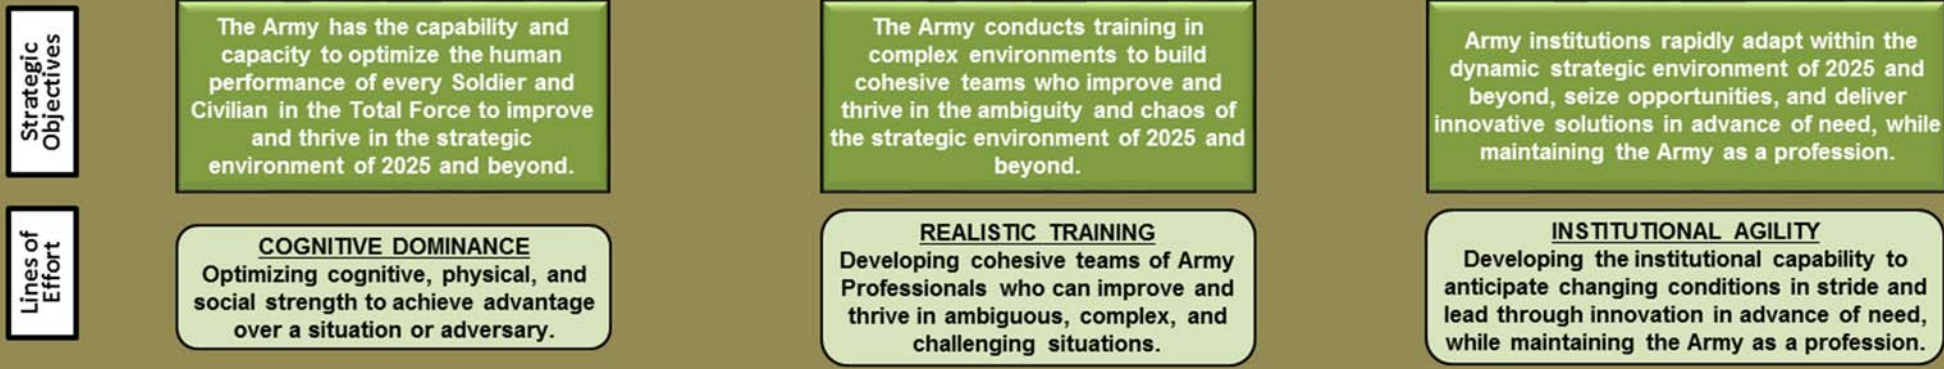 Strategic
Objectives
The Army has the capability and
capacity to optimize the human
performance of every Soldier and
Civilian in the Total Force to improve
and thrive in the strategic
environment of 2025 and beyond.
The Army conducts training in
complex environments to build
cohesive teams who improve and
thrive in the ambiguity and chaos of
the strategic environment of 2025 and
beyond.
Army institutions rapidly adapt within the
dynamic strategic environment of 2025 and
beyond, seize opportunities, and deliver
innovative solutions in advance of need, while
maintaining the Army as a profession.
Lines of
Effort
COGNITIVE DOMINANCE
Optimizing cognitive, physical, and
social strength to achieve advantage
over a situation or adversary.
REALISTIC TRAINING
Developing cohesive teams of Army
Professionals who can improve and
thrive in ambiguous, complex, and
challenging situations.
INSTITUTIONAL AGILITY
Developing the institutional capability to
anticipate changing conditions in stride and
lead through innovation in advance of need,
while maintaining the Army as a profession.